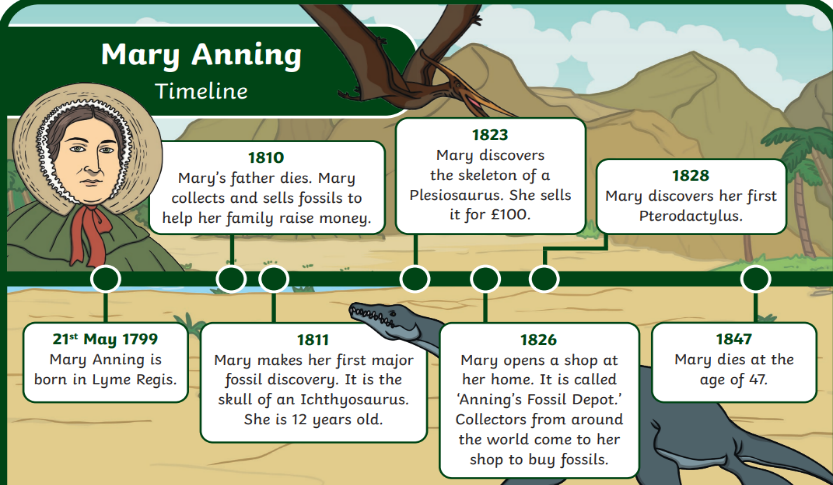 Mary Anning
Timeline
1810
Mary's father dies. Mary
collects and sells fossils to
help her family raise money.
1823
Mary discovers
the skeleton of a
Plesiosaurus. She sells
it for £100.
1828
Mary discovers her first
Pterodactylus.
21st May 1799
Mary Anning is
born in Lyme Regis.
1811
Mary makes her first major
fossil discovery. It is the
skull of an Ichthyosaurus.
She is 12 years old.
1826
Mary opens a shop at
her home. It is called
‘Anning’s Fossil Depot.’
Collectors from around
the world come to her
shop to buy fossils.
1847
Mary dies at the
age of 47.